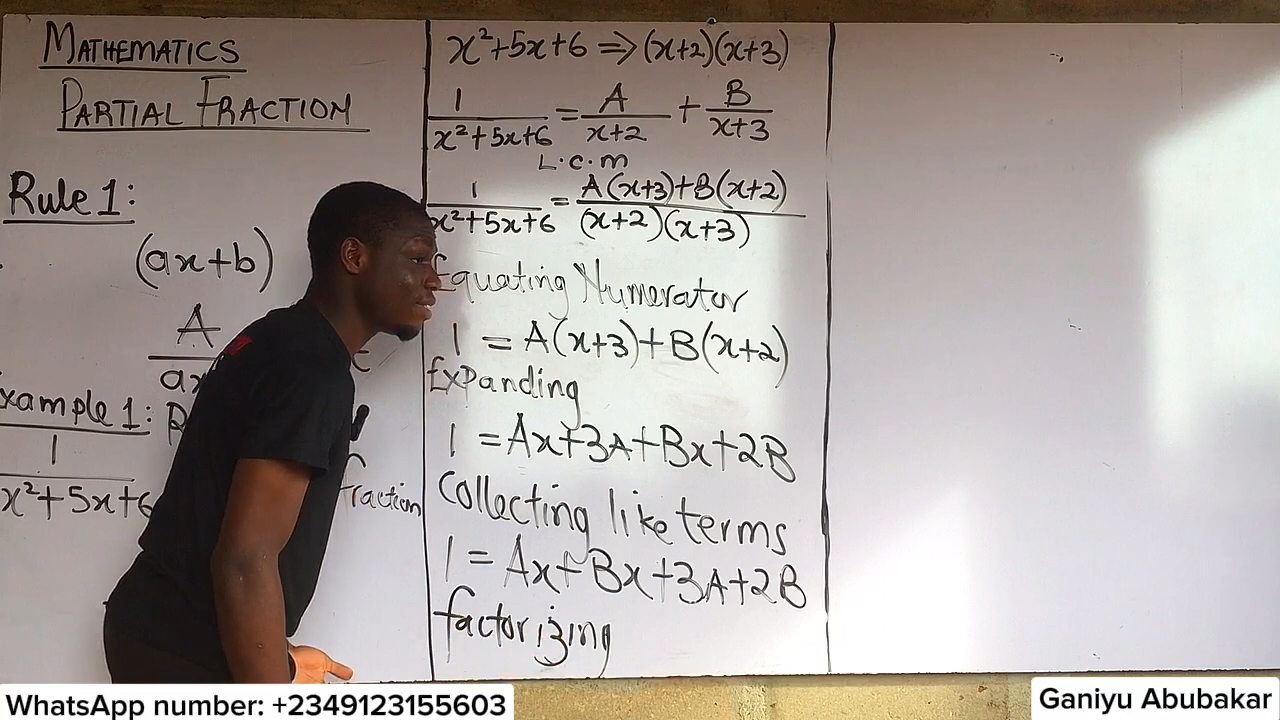 MATHEMATICS
PARTIAL FRACTION
Rule 1:
(ax+b)
A
ax
Example 1:
1
x²+5x+6
fraction
x²+5x+6 => (x+2)(x+3)
1/(x²+5x+6) = A/(x+2) + B/(x+3)
L.c.m
1/(x²+5x+6) = (A(x+3)+B(x+2))/((x+2)(x+3))
Equating Numerator
1 = A(x+3)+B(x+2)
Expanding
1 = Ax+3A+Bx+2B
Collecting like terms
1 = Ax+Bx+3A+2B
factorizing
WhatsApp number: +2349123155603
Ganiyu Abubakar